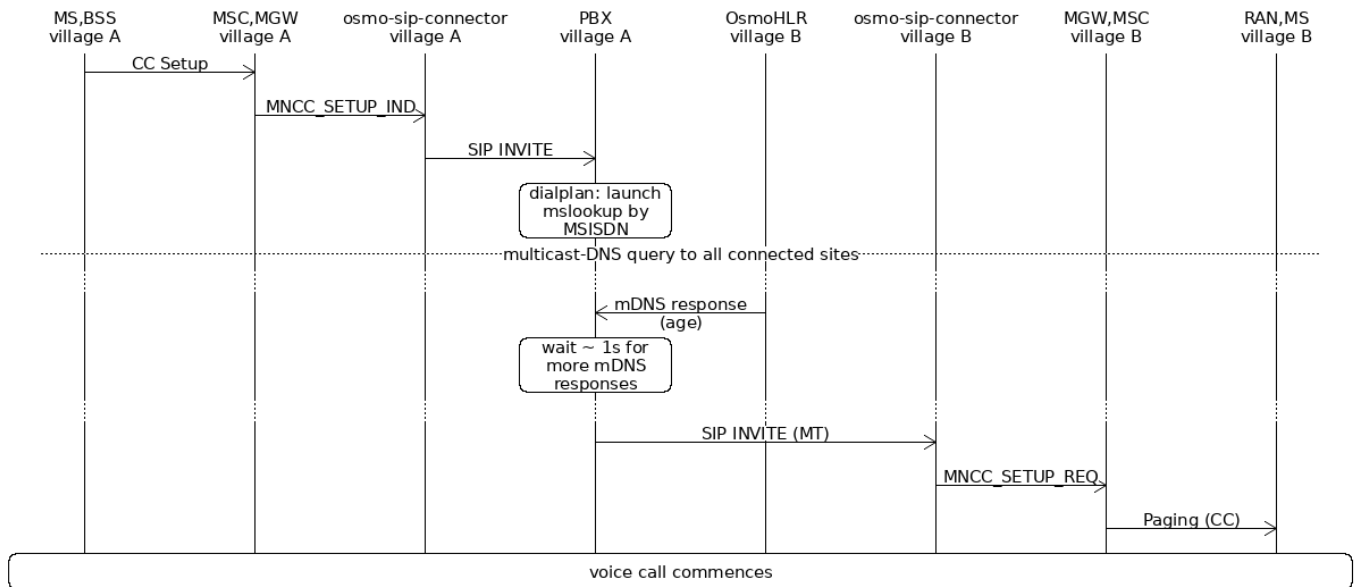 MS,BSS MSC,MGW osmo-sip-connector PBX OsmoHLR osmo-sip-connector MGW,MSC RAN,MS
village A village A village A village A village B village B village B village B
CC Setup
MNCC_SETUP_IND
SIP INVITE
dialplan: launch
mslookup by
MSISDN
multicast-DNS query to all connected sites
mDNS response
(age)
wait ~ 1s for
more mDNS
responses
SIP INVITE (MT)
MNCC_SETUP_REQ
Paging (CC)
voice call commences